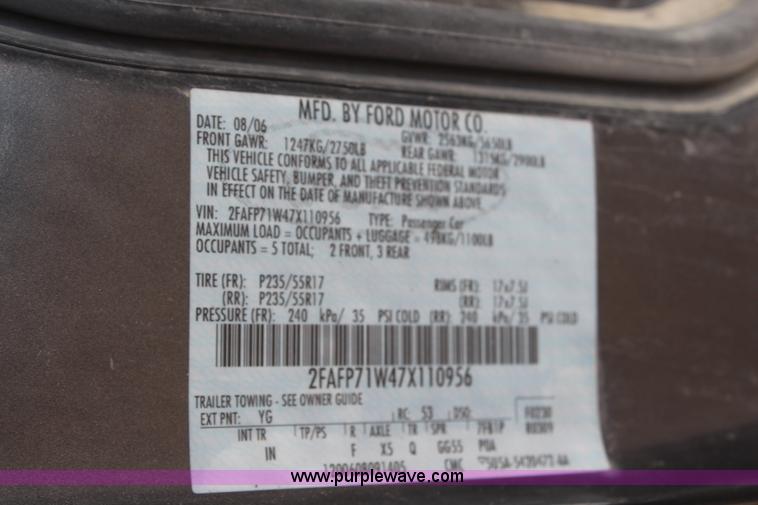 MFD. BY FORD MOTOR CO.
DATE: 08/06 GVWR: 2563KG/5650LB
FRONT GAWR: 1247KG/2750LB REAR GAWR: 1315KG/2900LB
THIS VEHICLE CONFORMS TO ALL APPLICABLE FEDERAL MOTOR
VEHICLE SAFETY, BUMPER, AND THEFT PREVENTION STANDARDS
IN EFFECT ON THE DATE OF MANUFACTURE SHOWN ABOVE.
VIN: 2FAFP71W47X110956 TYPE: Passenger Car
MAXIMUM LOAD = OCCUPANTS + LUGGAGE = 498KG/1100LB
OCCUPANTS = 5 TOTAL; 2 FRONT, 3 REAR
TIRE (FR): P235/55R17 RIMS (FR): 17x7.5J
(RR): P235/55R17 (RR): 17x7.5J
PRESSURE (FR): 240 kPa/ 35 PSI COLD (RR): 240 kPa/ 35 PSI COLD
2FAFP71W47X110956
TRAILER TOWING - SEE OWNER GUIDE
EXT PNT: YG RC: 53 DSO:
INT TR TP/PS R AXLE TR SPR
IN F X5 Q GG55
www.purplewave.com